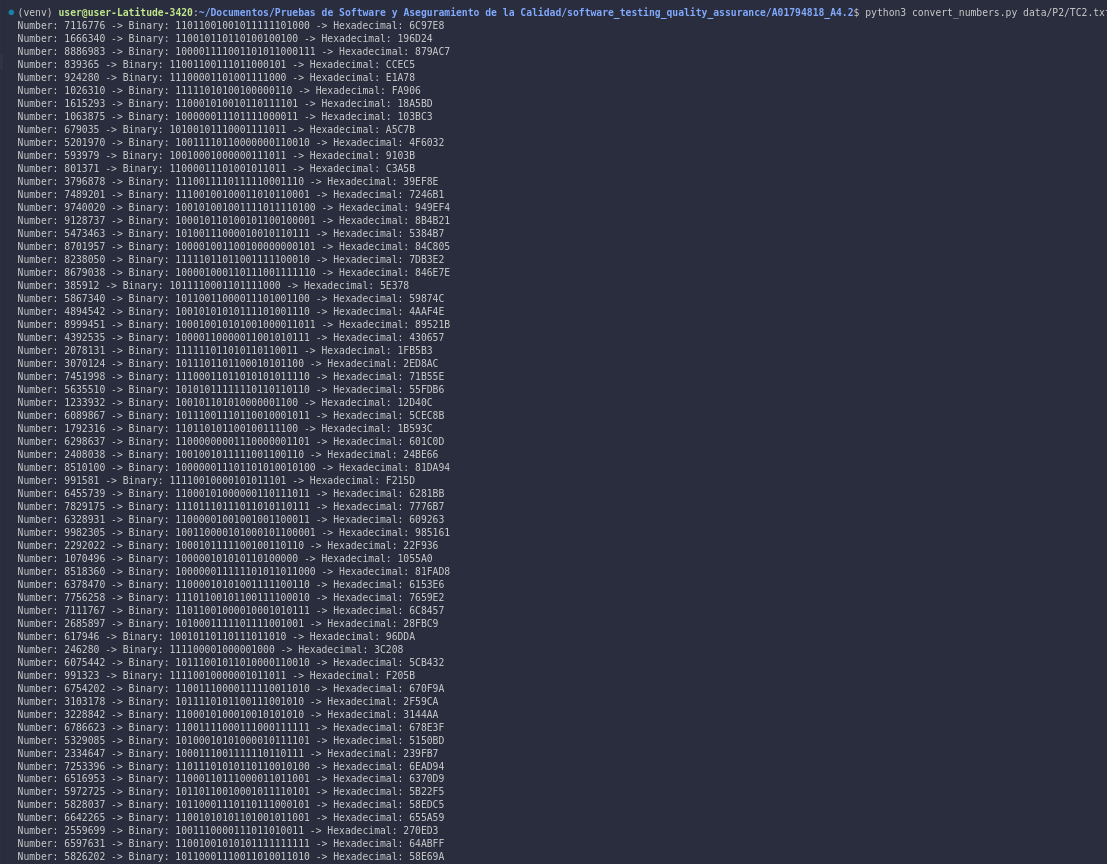 (venv) user@user-Latitude-3420:~/Documentos/Pruebas de Software y Aseguramiento de la Calidad/software_testing_quality_assurance/A01794818_A4.2$ python3 convert_numbers.py data/P2/TC2.txt
Number: 7116776 -> Binary: 11011001001011111101000 -> Hexadecimal: 6C97E8
Number: 1666340 -> Binary: 110010110110100100100 -> Hexadecimal: 196D24
Number: 8886983 -> Binary: 100001111001101011000111 -> Hexadecimal: 879AC7
Number: 839365 -> Binary: 11001100111011000101 -> Hexadecimal: CCEC5
Number: 924280 -> Binary: 11100001101001111000 -> Hexadecimal: E1A78
Number: 1026310 -> Binary: 11111010100100000110 -> Hexadecimal: FA906
Number: 1615293 -> Binary: 110001010010110111101 -> Hexadecimal: 18A5BD
Number: 1063875 -> Binary: 100000011101111000011 -> Hexadecimal: 103BC3
Number: 679035 -> Binary: 10100101110001111011 -> Hexadecimal: A5C7B
Number: 5201970 -> Binary: 10011110110000000110010 -> Hexadecimal: 4F6032
Number: 593979 -> Binary: 10010001000000111011 -> Hexadecimal: 9103B
Number: 801371 -> Binary: 11000011101001011011 -> Hexadecimal: C3A5B
Number: 3796878 -> Binary: 1110011110111110001110 -> Hexadecimal: 39EF8E
Number: 7489201 -> Binary: 11100100100011010110001 -> Hexadecimal: 7246B1
Number: 9740020 -> Binary: 100101001001111011110100 -> Hexadecimal: 949EF4
Number: 9128737 -> Binary: 100010110100101100100001 -> Hexadecimal: 8B4B21
Number: 5473463 -> Binary: 10100111000010010110111 -> Hexadecimal: 5384B7
Number: 8701957 -> Binary: 100001001100100000000101 -> Hexadecimal: 84C805
Number: 8238050 -> Binary: 11111011011001111100010 -> Hexadecimal: 7DB3E2
Number: 8679038 -> Binary: 100001000110111001111110 -> Hexadecimal: 846E7E
Number: 385912 -> Binary: 1011110001101111000 -> Hexadecimal: 5E378
Number: 5867340 -> Binary: 10110011000011101001100 -> Hexadecimal: 59874C
Number: 4894542 -> Binary: 10010101010111101001110 -> Hexadecimal: 4AAF4E
Number: 8999451 -> Binary: 100010010101001000011011 -> Hexadecimal: 89521B
Number: 4392535 -> Binary: 10000110000011001010111 -> Hexadecimal: 430657
Number: 2078131 -> Binary: 111111011010110110011 -> Hexadecimal: 1FB5B3
Number: 3070124 -> Binary: 1011101101100010101100 -> Hexadecimal: 2ED8AC
Number: 7451998 -> Binary: 11100011011010101011110 -> Hexadecimal: 71B55E
Number: 5635510 -> Binary: 10101011111110110110110 -> Hexadecimal: 55FDB6
Number: 1233932 -> Binary: 100101101010000001100 -> Hexadecimal: 12D40C
Number: 6089867 -> Binary: 10111001110110010001011 -> Hexadecimal: 5CEC8B
Number: 1792316 -> Binary: 110110101100100111100 -> Hexadecimal: 1B593C
Number: 6298637 -> Binary: 11000000001110000001101 -> Hexadecimal: 601C0D
Number: 2408038 -> Binary: 1001001011111001100110 -> Hexadecimal: 24BE66
Number: 8510100 -> Binary: 100000011101101010010100 -> Hexadecimal: 81DA94
Number: 991581 -> Binary: 11110010000101011101 -> Hexadecimal: F215D
Number: 6455739 -> Binary: 11000101000000110111011 -> Hexadecimal: 6281BB
Number: 7829175 -> Binary: 11101110111011010110111 -> Hexadecimal: 7776B7
Number: 6328931 -> Binary: 11000001001001001100011 -> Hexadecimal: 609263
Number: 9982305 -> Binary: 100110000101000101100001 -> Hexadecimal: 985161
Number: 2292022 -> Binary: 1000101111100100110110 -> Hexadecimal: 22F936
Number: 1070496 -> Binary: 100000101010110100000 -> Hexadecimal: 1055A0
Number: 8518360 -> Binary: 100000011111101011011000 -> Hexadecimal: 81FAD8
Number: 6378470 -> Binary: 11000010101001111100110 -> Hexadecimal: 6153E6
Number: 7756258 -> Binary: 11101100101100111100010 -> Hexadecimal: 7659E2
Number: 7111767 -> Binary: 11011001000010001010111 -> Hexadecimal: 6C8457
Number: 2685897 -> Binary: 1010001111101111001001 -> Hexadecimal: 28FBC9
Number: 617946 -> Binary: 10010110110111011010 -> Hexadecimal: 96DDA
Number: 246280 -> Binary: 111100001000001000 -> Hexadecimal: 3C208
Number: 6075442 -> Binary: 10111001011010000110010 -> Hexadecimal: 5CB432
Number: 991323 -> Binary: 11110010000001011011 -> Hexadecimal: F205B
Number: 6754202 -> Binary: 11001110000111110011010 -> Hexadecimal: 670F9A
Number: 3103178 -> Binary: 1011110101100111001010 -> Hexadecimal: 2F59CA
Number: 3228842 -> Binary: 1100010100010010101010 -> Hexadecimal: 3144AA
Number: 6786623 -> Binary: 11001111000111000111111 -> Hexadecimal: 678E3F
Number: 5329085 -> Binary: 10100010101000010111101 -> Hexadecimal: 5150BD
Number: 2334647 -> Binary: 1000111001111110110111 -> Hexadecimal: 239FB7
Number: 7253396 -> Binary: 11011101010110110010100 -> Hexadecimal: 6EAD94
Number: 6516953 -> Binary: 11000110111000011011001 -> Hexadecimal: 6370D9
Number: 5972725 -> Binary: 10110110010001011110101 -> Hexadecimal: 5B22F5
Number: 5828037 -> Binary: 10110001110110111000101 -> Hexadecimal: 58EDC5
Number: 6642265 -> Binary: 11001010101101001011001 -> Hexadecimal: 655A59
Number: 2559699 -> Binary: 1001110000111011010011 -> Hexadecimal: 270ED3
Number: 6597631 -> Binary: 11001001010101111111111 -> Hexadecimal: 64ABFF
Number: 5826202 -> Binary: 10110001110011010011010 -> Hexadecimal: 58E69A